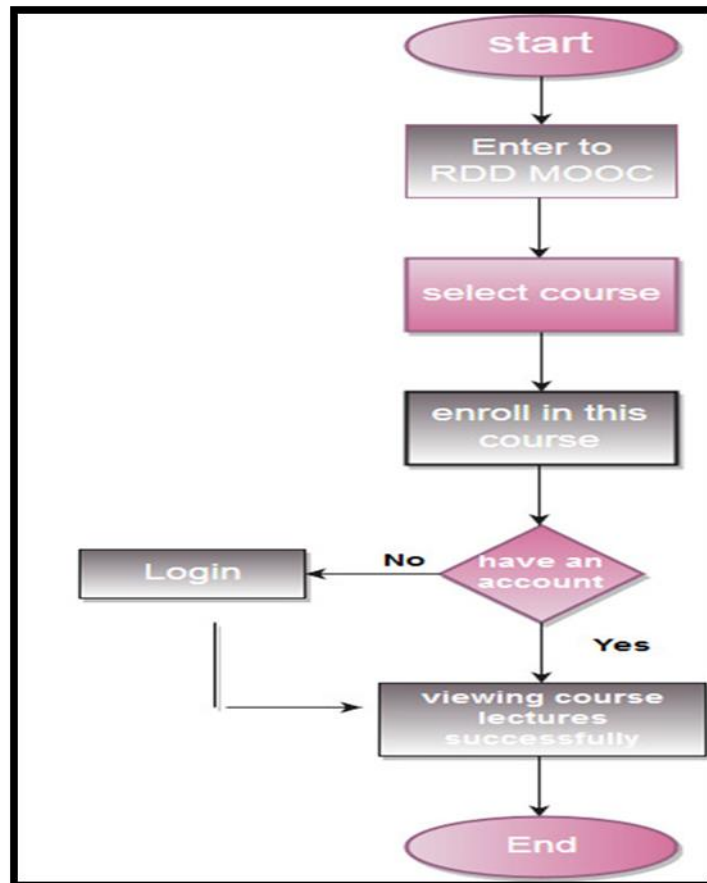 start
Enter to
RDD MOOC
select course
enroll in this
course
have an
account
No
Login
Yes
viewing course
lectures
successfully
End